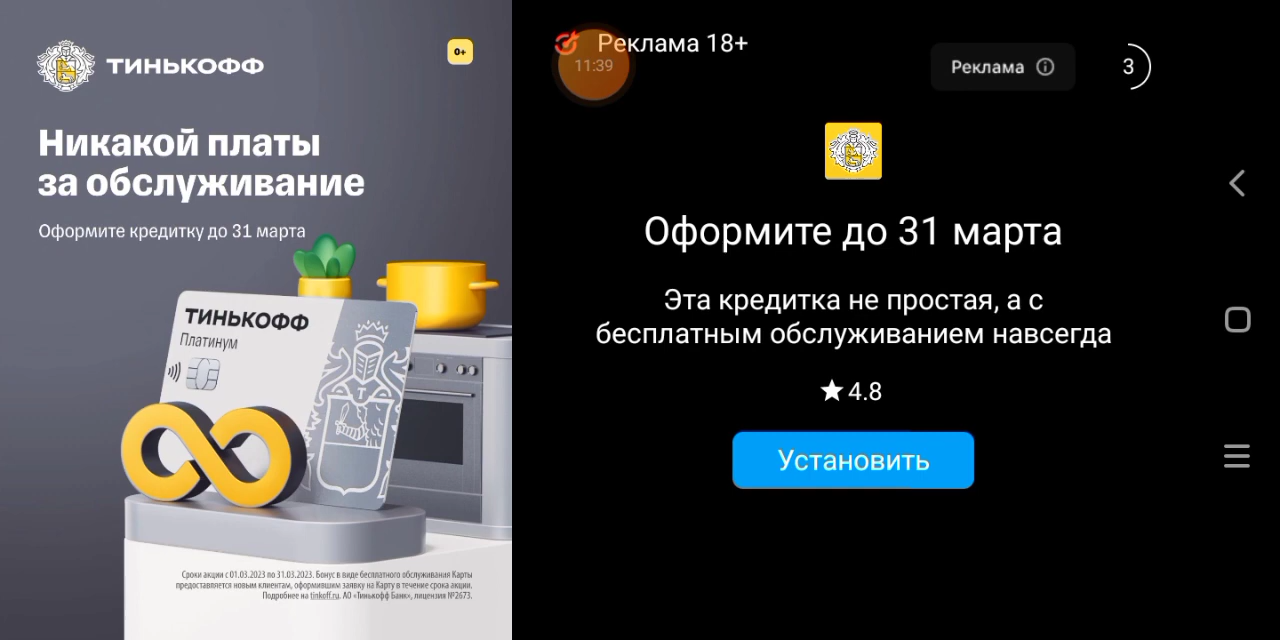 ТИНЬКОФФ
0+
Никакой платы
за обслуживание
Оформите кредитку до 31 марта
ТИНЬКОФФ
Платинум
Т
Сроки акции с 01.03.2023 по 31.03.2023. Бонус в виде бесплатного обслуживания Карты
предоставляется новым клиентам, оформившим заявку на Карту в течение срока акции.
Подробнее на tinkoff.ru. АО «Тинькофф Банк», лицензия №2673.
Реклама 18+
11:39
Реклама
3
Оформите до 31 марта
Эта кредитка не простая, а с
бесплатным обслуживанием навсегда
4.8
Установить